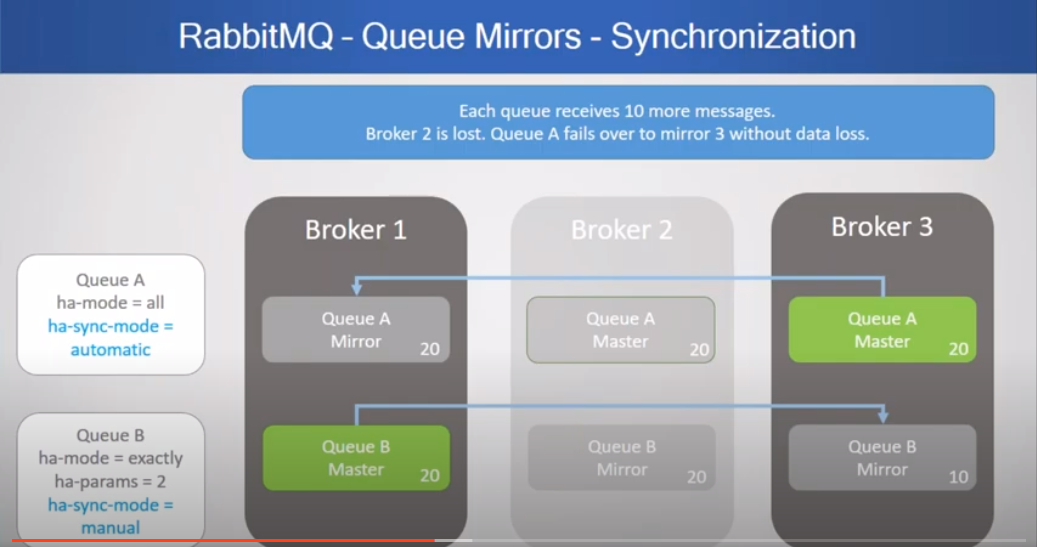 RabbitMQ – Queue Mirrors - Synchronization
Each queue receives 10 more messages.
Broker 2 is lost. Queue A fails over to mirror 3 without data loss.
Broker 1
Broker 2
Broker 3
Queue A
ha-mode = all
ha-sync-mode =
automatic
Queue A
Mirror
20
Queue A
Master
20
Queue A
Master
20
Queue B
ha-mode = exactly
ha-params = 2
ha-sync-mode =
manual
Queue B
Master
20
Queue B
Mirror
20
Queue B
Mirror
10